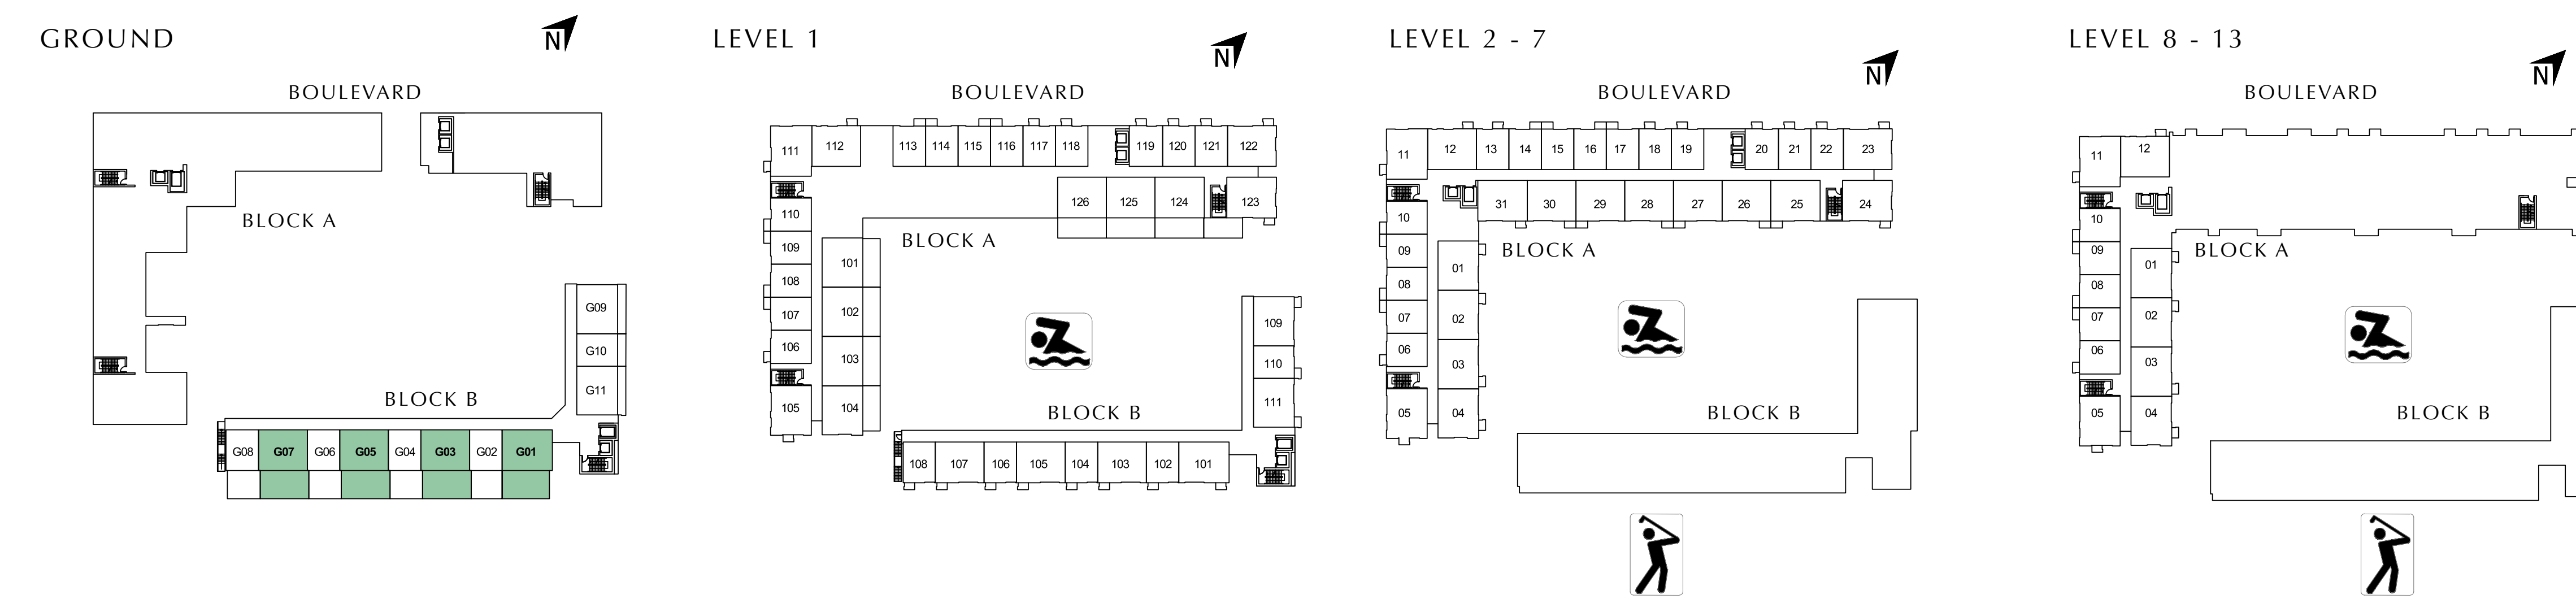 GROUND
N
BOULEVARD
BLOCK A
G09
G10
G11
BLOCK B
G08 G07 G06 G05 G04 G03 G02 G01
LEVEL 1
N
BOULEVARD
111 112 113 114 115 116 117 118 119 120 121 122
126 125 124 123
110
109
108
107
106
105
101
102
103
104
BLOCK A
109
110
111
BLOCK B
108 107 106 105 104 103 102 101
LEVEL 2 - 7
N
BOULEVARD
11 12 13 14 15 16 17 18 19 20 21 22 23
31 30 29 28 27 26 25 24
10
09
08
07
06
05
01
02
03
04
BLOCK A
BLOCK B
LEVEL 8 - 13
N
BOULEVARD
11 12
10
09
08
07
06
05
01
02
03
04
BLOCK A
BLOCK B